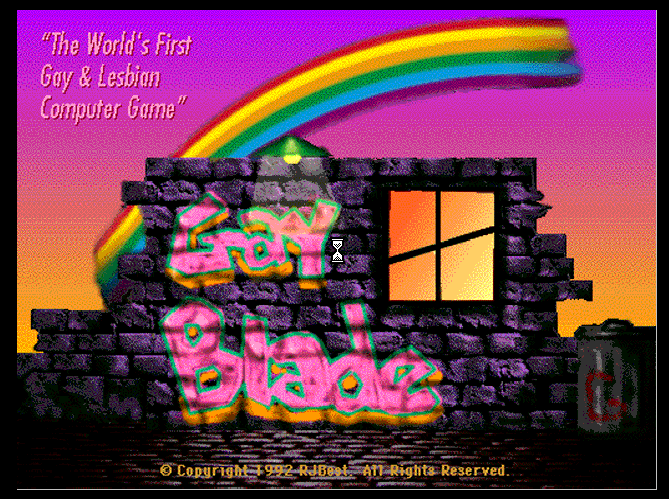 "The World's First
Gay & Lesbian
Computer Game"
Gay
Blade
© Copyright 1992 RJBest. All Rights Reserved.